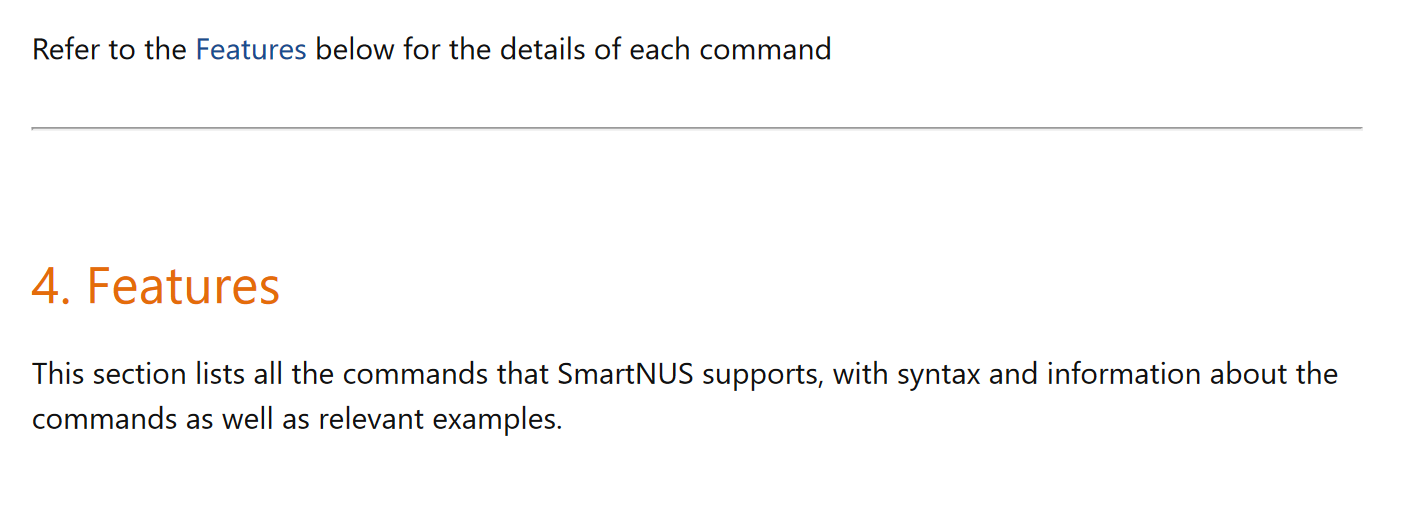 Refer to the Features below for the details of each command
4. Features
This section lists all the commands that SmartNUS supports, with syntax and information about the
commands as well as relevant examples.